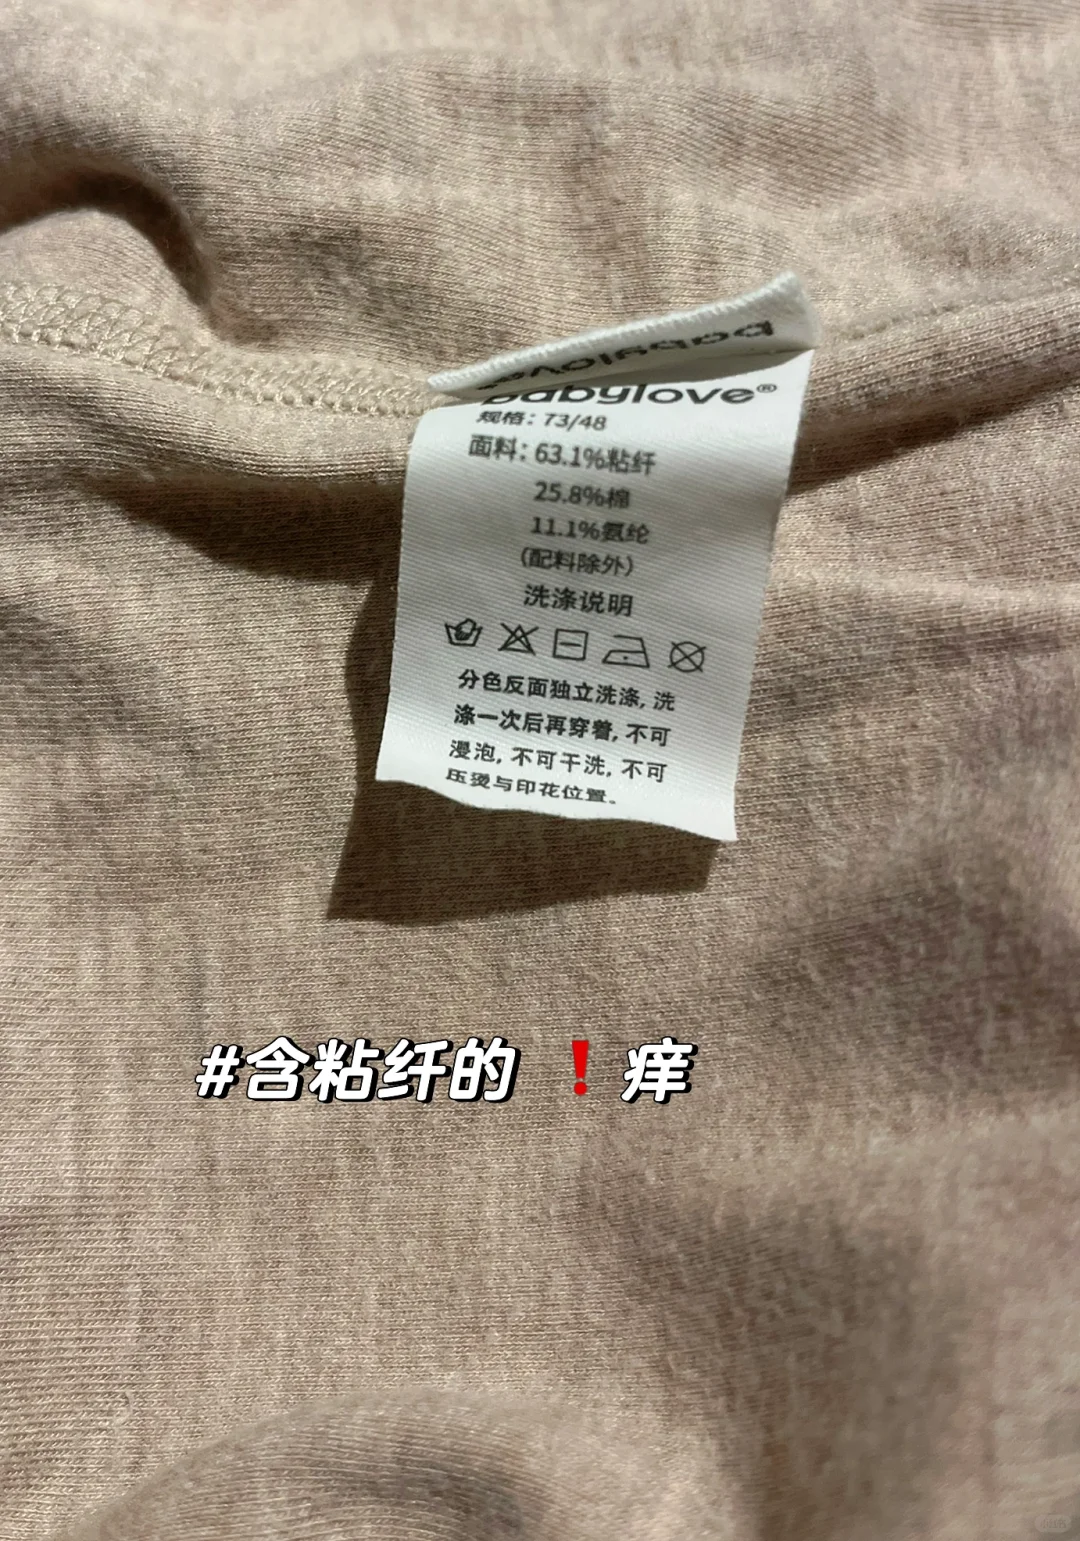 babylove
babylove®
规格：73/48
面料：63.1%粘纤
25.8%棉
11.1%氨纶
（配料除外）
洗涤说明
分色反面独立洗涤, 洗
涤一次后再穿着, 不可
浸泡, 不可干洗, 不可
压烫与印花位置。
#含粘纤的❗痒